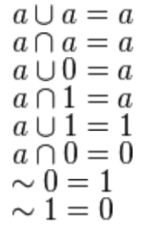 a ∪ a = a
a ∩ a = a
a ∪ 0 = a
a ∩ 1 = a
a ∪ 1 = 1
a ∩ 0 = 0
∼ 0 = 1
∼ 1 = 0